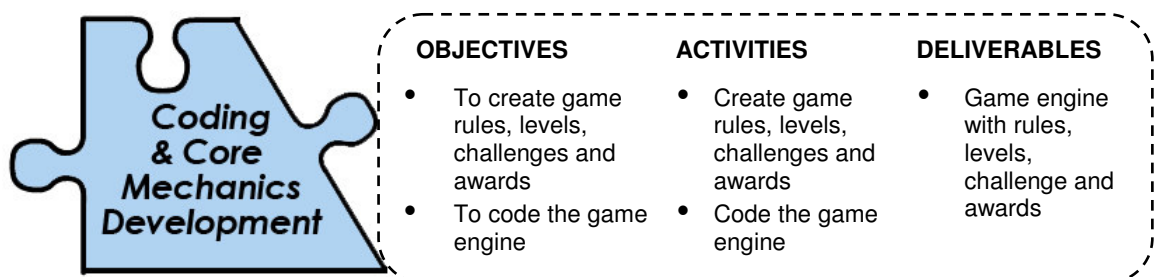 Coding
& Core
Mechanics
Development
OBJECTIVES
• To create game
rules, levels,
challenges and
awards
• To code the game
engine
ACTIVITIES
• Create game
rules, levels,
challenges and
awards
• Code the game
engine
DELIVERABLES
• Game engine
with rules,
levels,
challenge and
awards